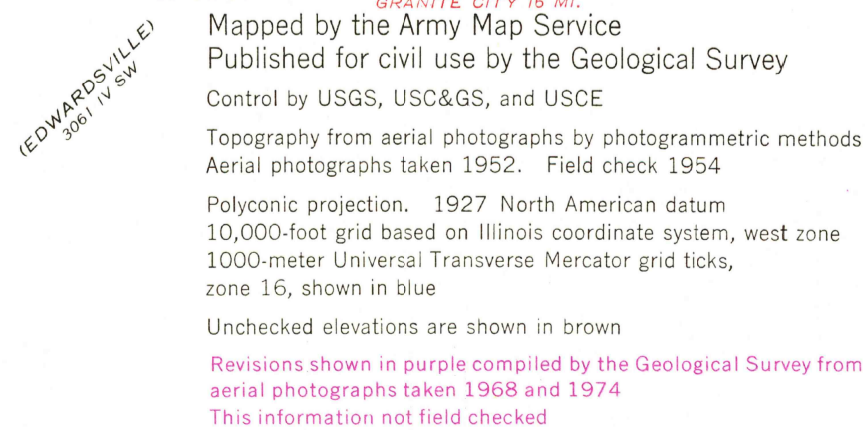 GRANITE CITY 16 MI.
(EDWARDSVILLE)
3061 IV SW
Mapped by the Army Map Service
Published for civil use by the Geological Survey
Control by USGS, USC&GS, and USCE
Topography from aerial photographs by photogrammetric methods
Aerial photographs taken 1952. Field check 1954
Polyconic projection. 1927 North American datum
10,000-foot grid based on Illinois coordinate system, west zone
1000-meter Universal Transverse Mercator grid ticks,
zone 16, shown in blue
Unchecked elevations are shown in brown
Revisions shown in purple compiled by the Geological Survey from
aerial photographs taken 1968 and 1974
This information not field checked